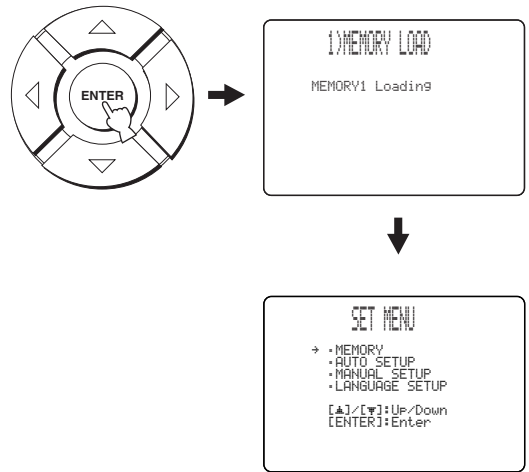 ENTER
1)MEMORY LOAD
MEMORY1 Loading
SET MENU
→ •MEMORY
•AUTO SETUP
•MANUAL SETUP
•LANGUAGE SETUP
[▲]/[▼]:Up/Down
[ENTER]:Enter